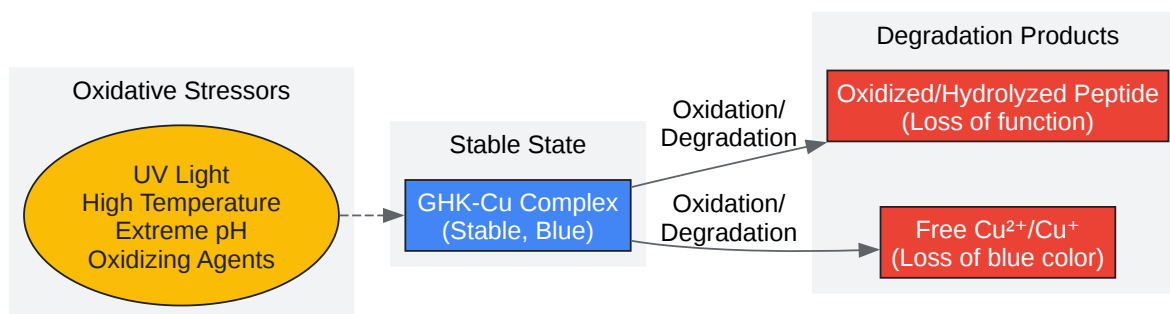 Oxidative Stressors
UV Light
High Temperature
Extreme pH
Oxidizing Agents
Stable State
GHK-Cu Complex
(Stable, Blue)
Oxidation/
Degradation
Oxidation/
Degradation
Degradation Products
Oxidized/Hydrolyzed Peptide
(Loss of function)
Free Cu²⁺/Cu⁺
(Loss of blue color)